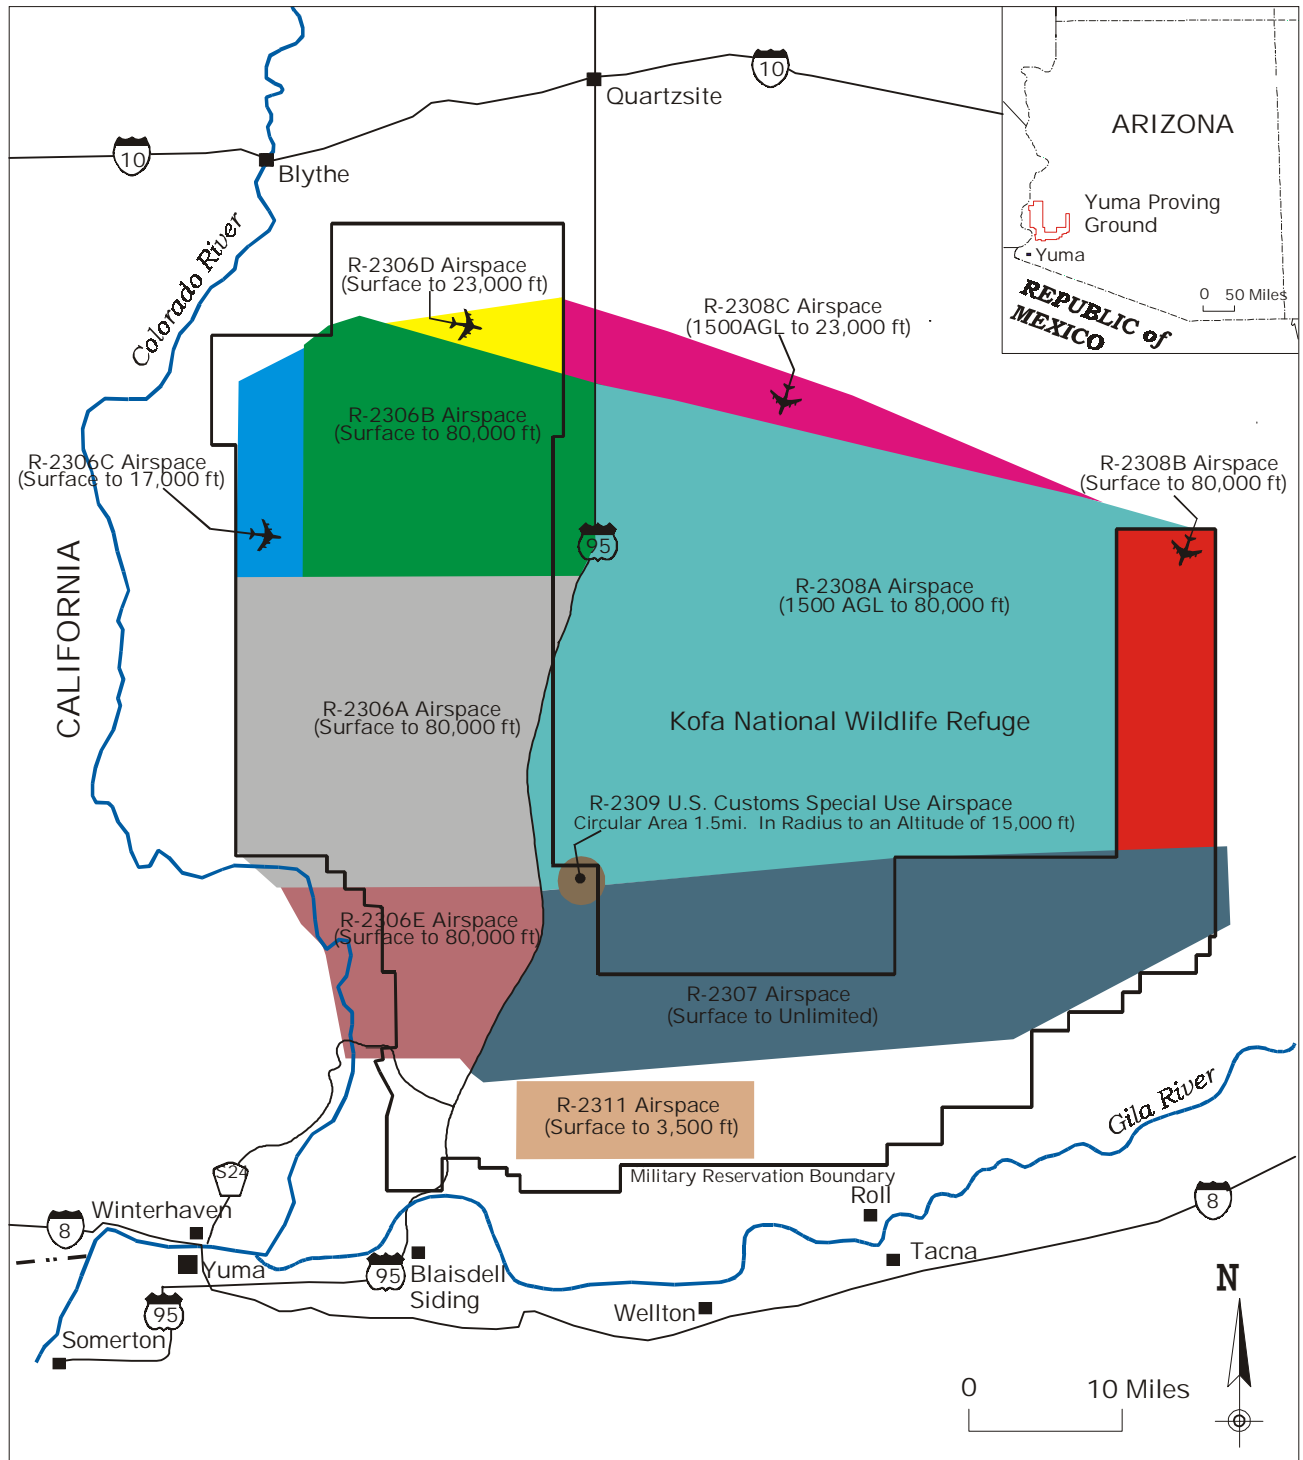 10
Quartzsite
10
Blythe
Colorado River
ARIZONA
Yuma Proving
Ground
Yuma
REPUBLIC of
MEXICO
0 50 Miles
R-2306D Airspace
(Surface to 23,000 ft)
R-2308C Airspace
(1500AGL to 23,000 ft)
R-2306B Airspace
(Surface to 80,000 ft)
R-2306C Airspace
(Surface to 17,000 ft)
R-2308B Airspace
(Surface to 80,000 ft)
95
CALIFORNIA
R-2308A Airspace
(1500 AGL to 80,000 ft)
R-2306A Airspace
(Surface to 80,000 ft)
Kofa National Wildlife Refuge
R-2309 U.S. Customs Special Use Airspace
Circular Area 1.5mi. In Radius to an Altitude of 15,000 ft)
R-2306E Airspace
(Surface to 80,000 ft)
R-2307 Airspace
(Surface to Unlimited)
R-2311 Airspace
(Surface to 3,500 ft)
Gila River
Military Reservation Boundary
S24
Roll
8
Winterhaven
8
Yuma
95
Blaisdell
Siding
Tacna
95
Wellton
Somerton
N
0 10 Miles